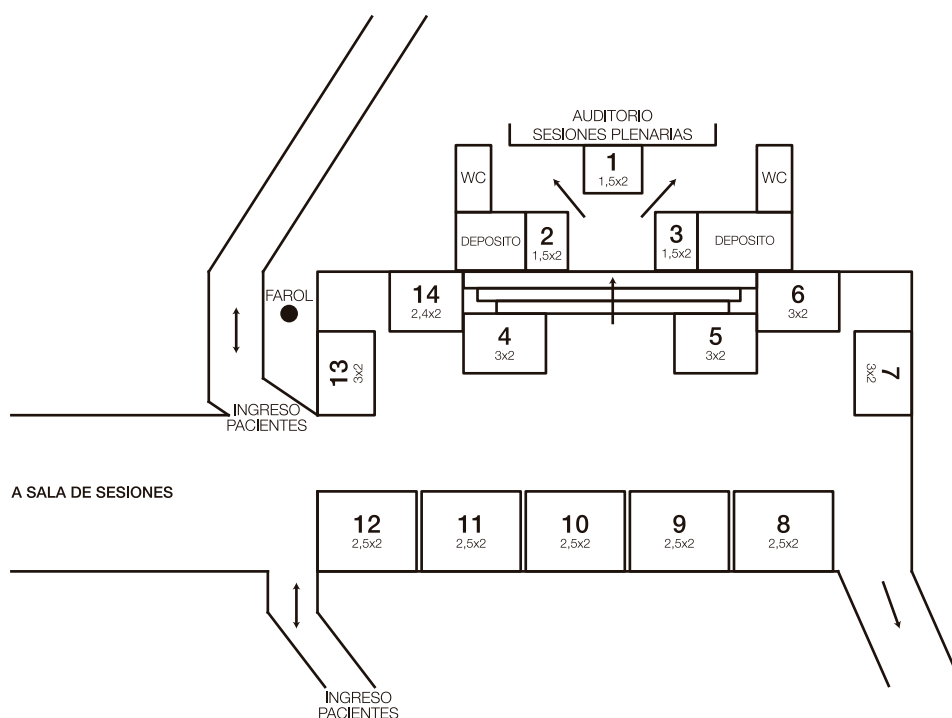 AUDITORIO
SESIONES PLENARIAS
1
1,5x2
WC
WC
DEPOSITO
2
1,5x2
3
1,5x2
DEPOSITO
FAROL
14
2,4x2
6
3x2
4
3x2
5
3x2
13
3x2
7
3x2
INGRESO
PACIENTES
A SALA DE SESIONES
12
2,5x2
11
2,5x2
10
2,5x2
9
2,5x2
8
2,5x2
INGRESO
PACIENTES